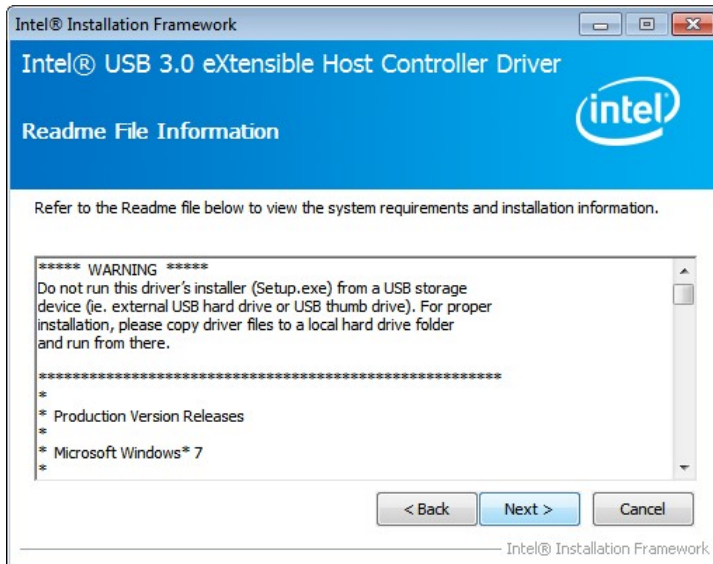 Intel® Installation Framework
Intel® USB 3.0 eXtensible Host Controller Driver
intel
Readme File Information
Refer to the Readme file below to view the system requirements and installation information.
***** WARNING *****
Do not run this driver's installer (Setup.exe) from a USB storage
device (ie. external USB hard drive or USB thumb drive). For proper
installation, please copy driver files to a local hard drive folder
and run from there.
*******************************************************
*
* Production Version Releases
*
* Microsoft Windows* 7
*
< Back Next > Cancel
Intel® Installation Framework